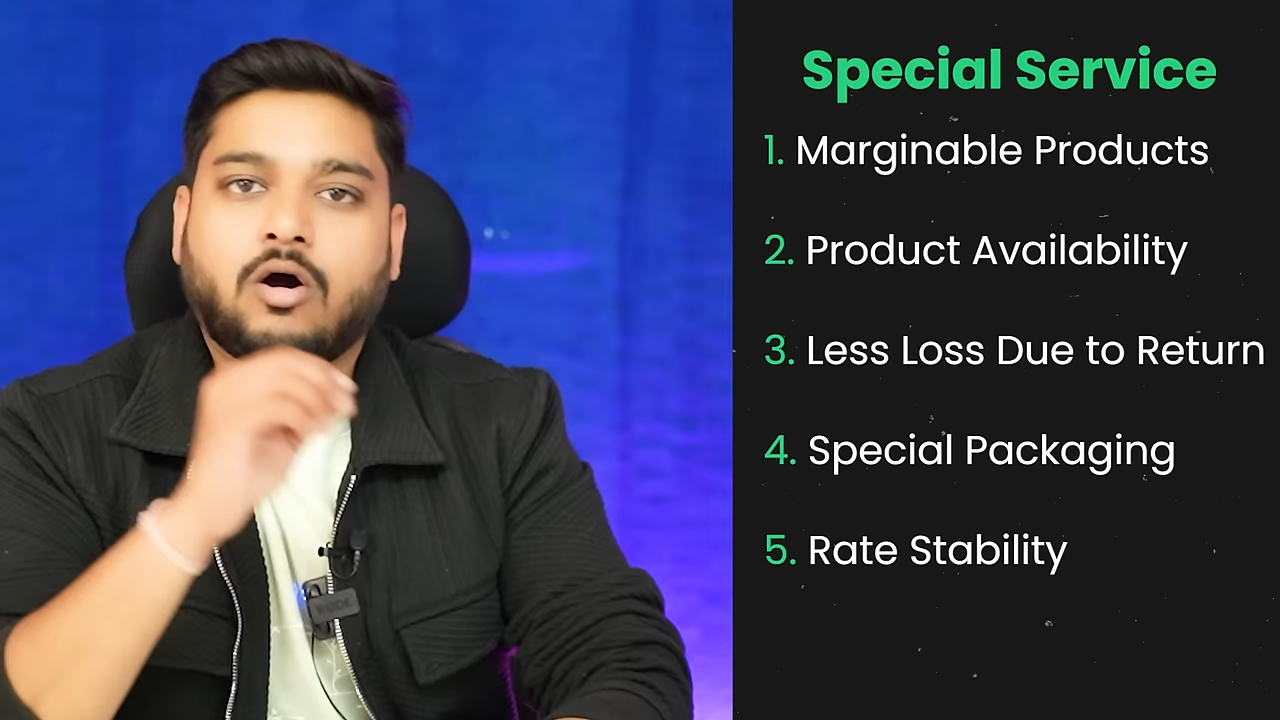 Special Service
1. Marginable Products
2. Product Availability
3. Less Loss Due to Return
4. Special Packaging
5. Rate Stability